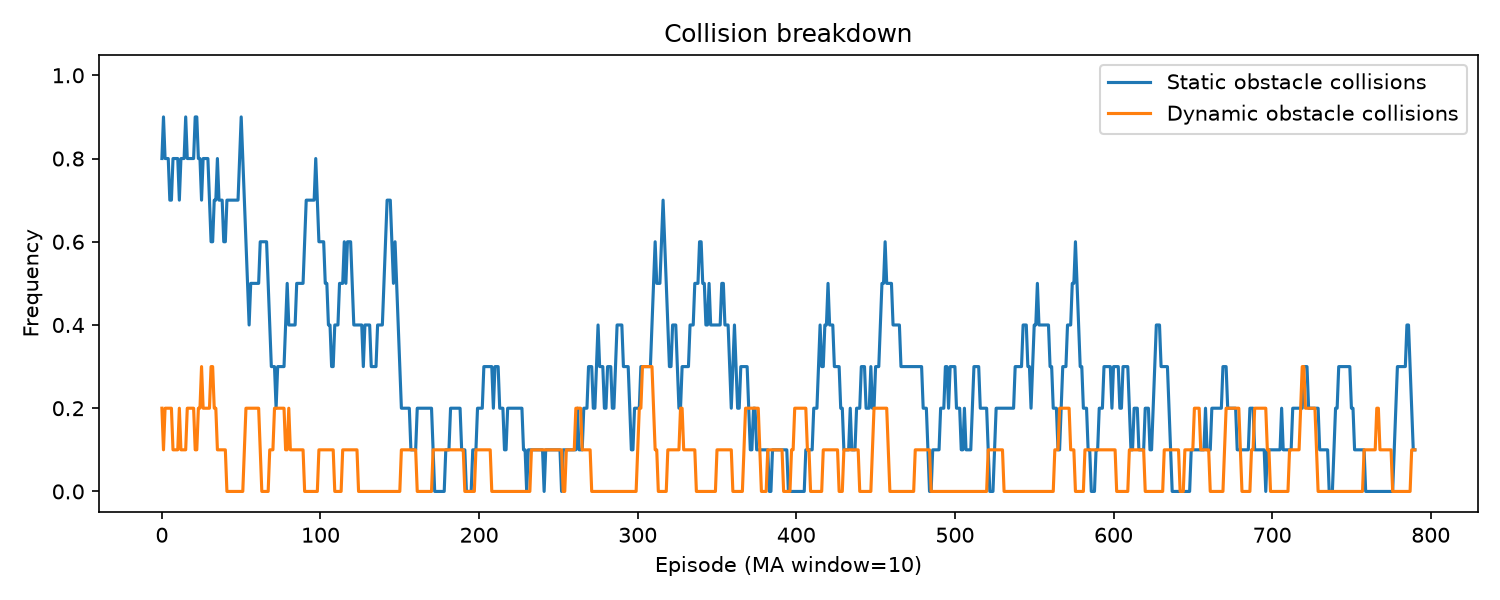 Collision breakdown
Static obstacle collisions
Dynamic obstacle collisions
Frequency
1.0
0.8
0.6
0.4
0.2
0.0
0 100 200 300 400 500 600 700 800
Episode (MA window=10)